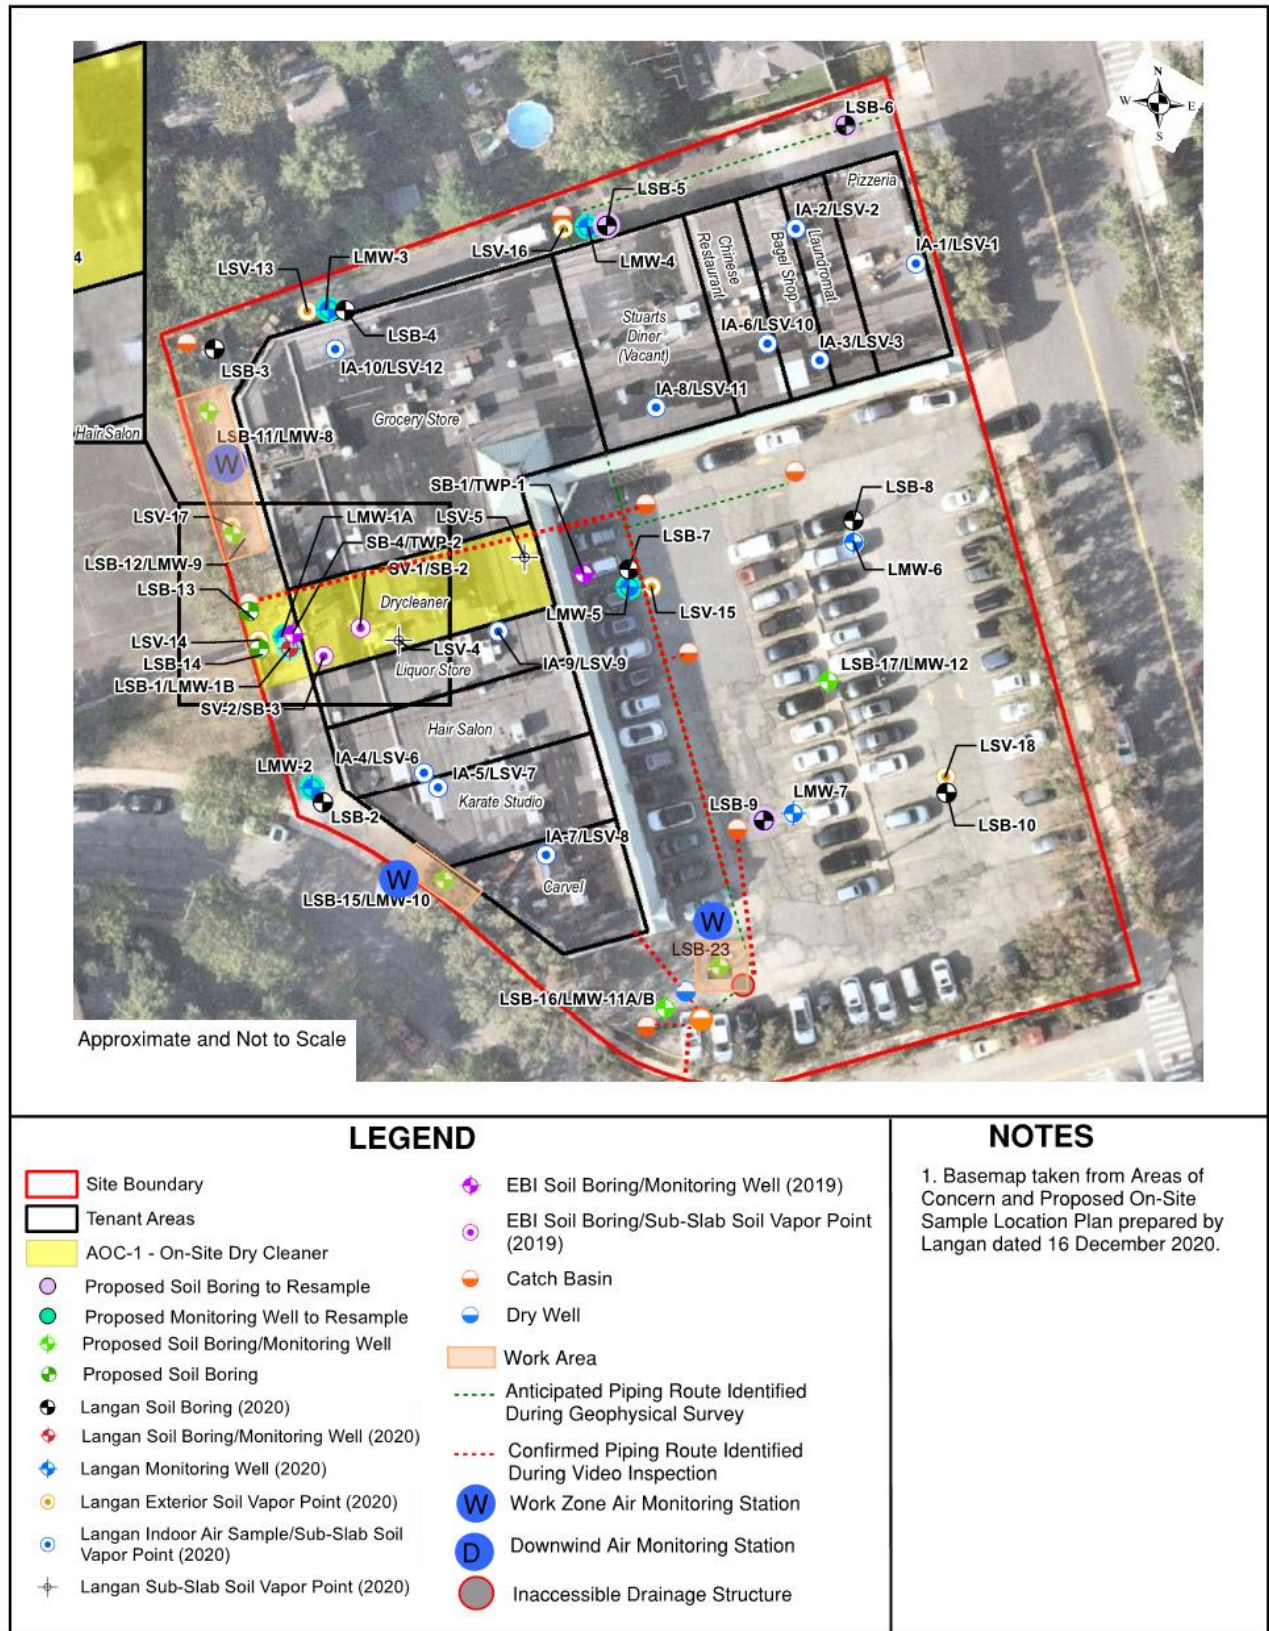 N
W
E
S
LSB-6
Pizzeria
LSB-5
IA-2/LSV-2
IA-1/LSV-1
LSV-16
LMW-4
LMW-3
LSV-13
4
Chinese
Restaurant
Bagel Shop
Laundromat
Stuarts
Diner
(Vacant)
IA-6/LSV-10
IA-3/LSV-3
LSB-4
LSB-3
IA-10/LSV-12
IA-8/LSV-11
Grocery Store
Hair Salon
LSB-11/LMW-8
W
SB-1/TWP-1
LSB-8
LSV-17
LMW-1A
LSV-5
SB-4/TWP-2
LSB-7
LSB-12/LMW-9
SV-1/SB-2
LMW-6
LSB-13
Drycleaner
LMW-5
LSV-15
LSV-14
LSV-4
LSB-14
IA-9/LSV-9
LSB-17/LMW-12
Liquor Store
LSB-1/LMW-1B
SV-2/SB-3
Hair Salon
LSV-18
LMW-2
IA-4/LSV-6
IA-5/LSV-7
Karate Studio
LSB-9
LMW-7
LSB-2
LSB-10
IA-7/LSV-8
W
Carvel
LSB-15/LMW-10
W
LSB-23
LSB-16/LMW-11A/B
Approximate and Not to Scale
LEGEND
Site Boundary
Tenant Areas
AOC-1 - On-Site Dry Cleaner
Proposed Soil Boring to Resample
Proposed Monitoring Well to Resample
Proposed Soil Boring/Monitoring Well
Proposed Soil Boring
Langan Soil Boring (2020)
Langan Soil Boring/Monitoring Well (2020)
Langan Monitoring Well (2020)
Langan Exterior Soil Vapor Point (2020)
Langan Indoor Air Sample/Sub-Slab Soil
Vapor Point (2020)
Langan Sub-Slab Soil Vapor Point (2020)
EBI Soil Boring/Monitoring Well (2019)
EBI Soil Boring/Sub-Slab Soil Vapor Point
(2019)
Catch Basin
Dry Well
Work Area
Anticipated Piping Route Identified
During Geophysical Survey
Confirmed Piping Route Identified
During Video Inspection
W Work Zone Air Monitoring Station
D Downwind Air Monitoring Station
Inaccessible Drainage Structure
NOTES
1. Basemap taken from Areas of
Concern and Proposed On-Site
Sample Location Plan prepared by
Langan dated 16 December 2020.